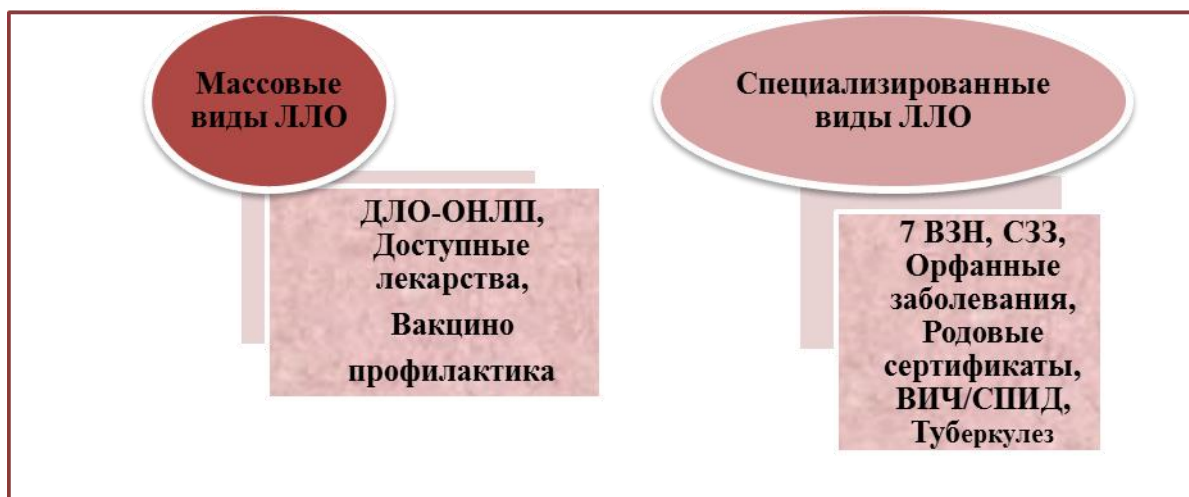 Массовые
виды ЛЛО
ДЛО-ОНЛП,
Доступные
лекарства,
Вакцино
профилактика
Специализированные
виды ЛЛО
7 ВЗН, СЗЗ,
Орфанные
заболевания,
Родовые
сертификаты,
ВИЧ/СПИД,
Туберкулез